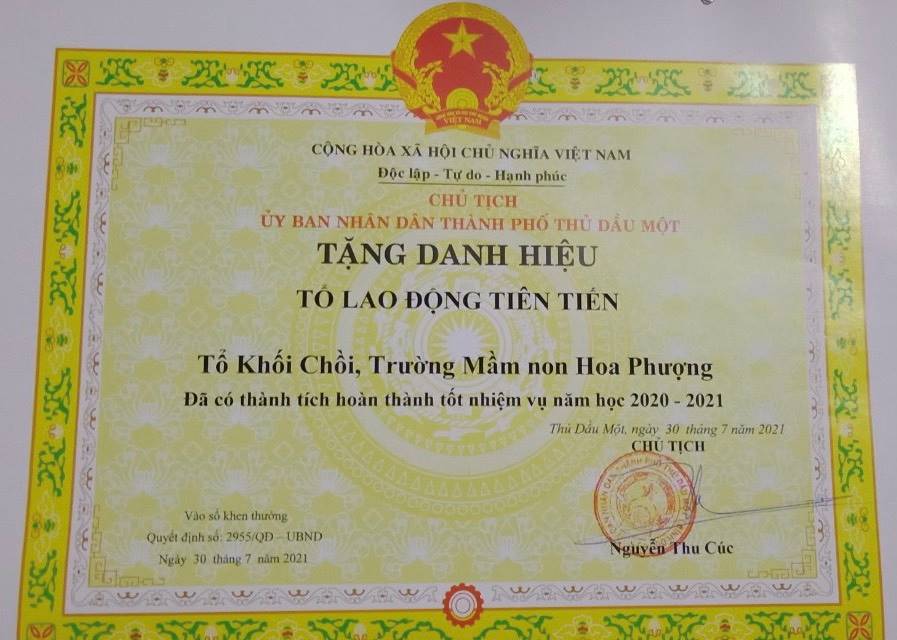 VIỆT NAM
CỘNG HÒA XÃ HỘI CHỦ NGHĨA VIỆT NAM
Độc lập - Tự do - Hạnh phúc
CHỦ TỊCH
ỦY BAN NHÂN DÂN THÀNH PHỐ THỦ DẦU MỘT
TẶNG DANH HIỆU
TỔ LAO ĐỘNG TIÊN TIẾN
Tổ Khối Chồi, Trường Mầm non Hoa Phượng
Đã có thành tích hoàn thành tốt nhiệm vụ năm học 2020 - 2021
Thủ Dầu Một, ngày 30 tháng 7 năm 2021
CHỦ TỊCH
Nguyễn Thu Cúc
Vào sổ khen thưởng
Quyết định số: 2955/QĐ – UBND
Ngày 30 tháng 7 năm 2021